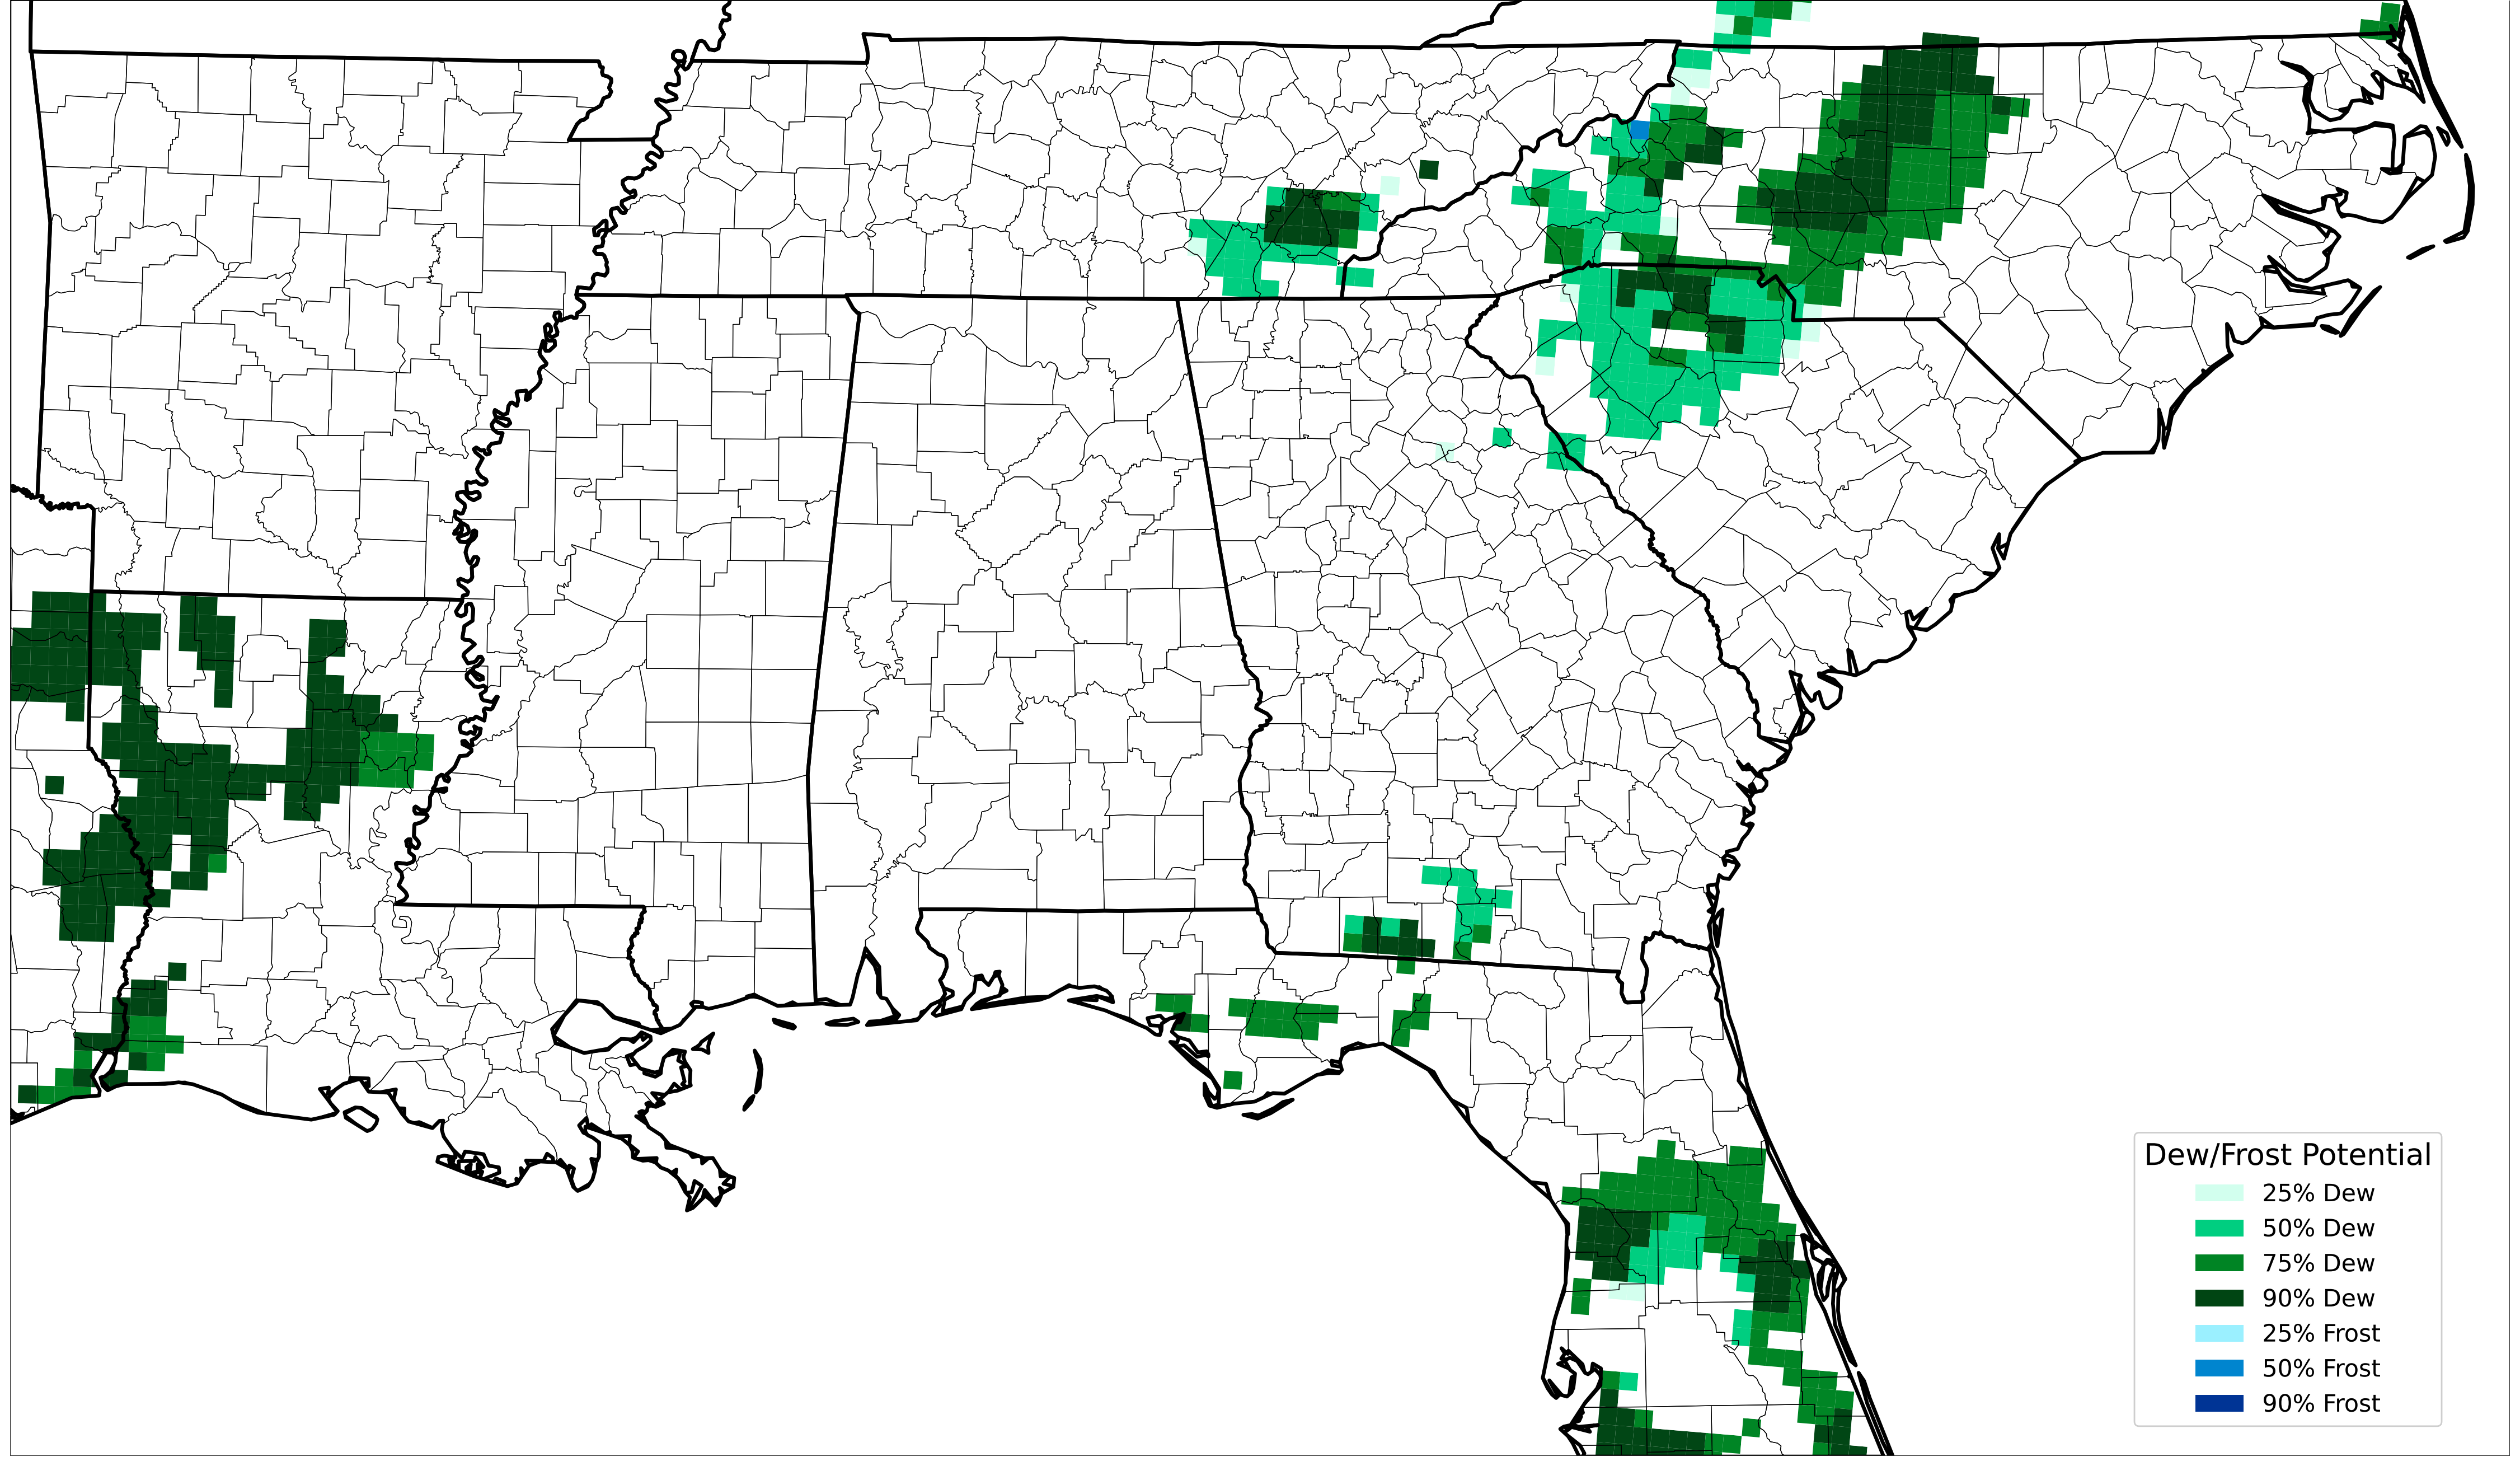 Dew/Frost Potential
25% Dew
50% Dew
75% Dew
90% Dew
25% Frost
50% Frost
90% Frost